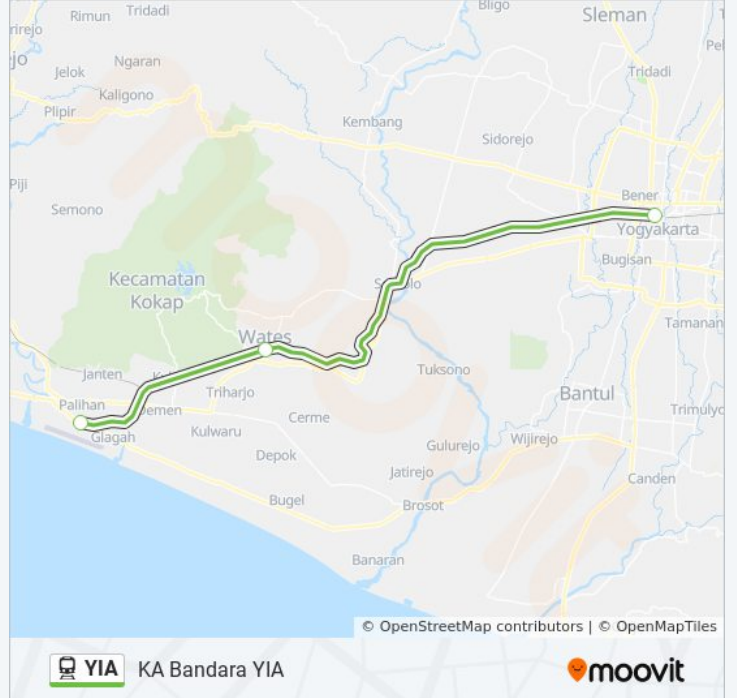 Bligo
Rimun
Tridadi
Sleman
rirejo
Pel
Ngaran
jo
Jelok
Tridadi
Kaligono
Plipir
Kembang
Sidorejo
Piji
Bener
Semono
Yogyakarta
Bugisan
Kecamatan
Kokap
Tamanan
Wates
Janten
Tuksono
Triharjo
Bantul
Palihan
Demen
Cerme
Trimulyo
Glagah
Kulwaru
Gulurejo
Wijirejo
Depok
Jatirejo
Canden
Bugel
Brosot
Banaran
© OpenStreetMap contributors | © OpenMapTiles
YIA
KA Bandara YIA
moovit